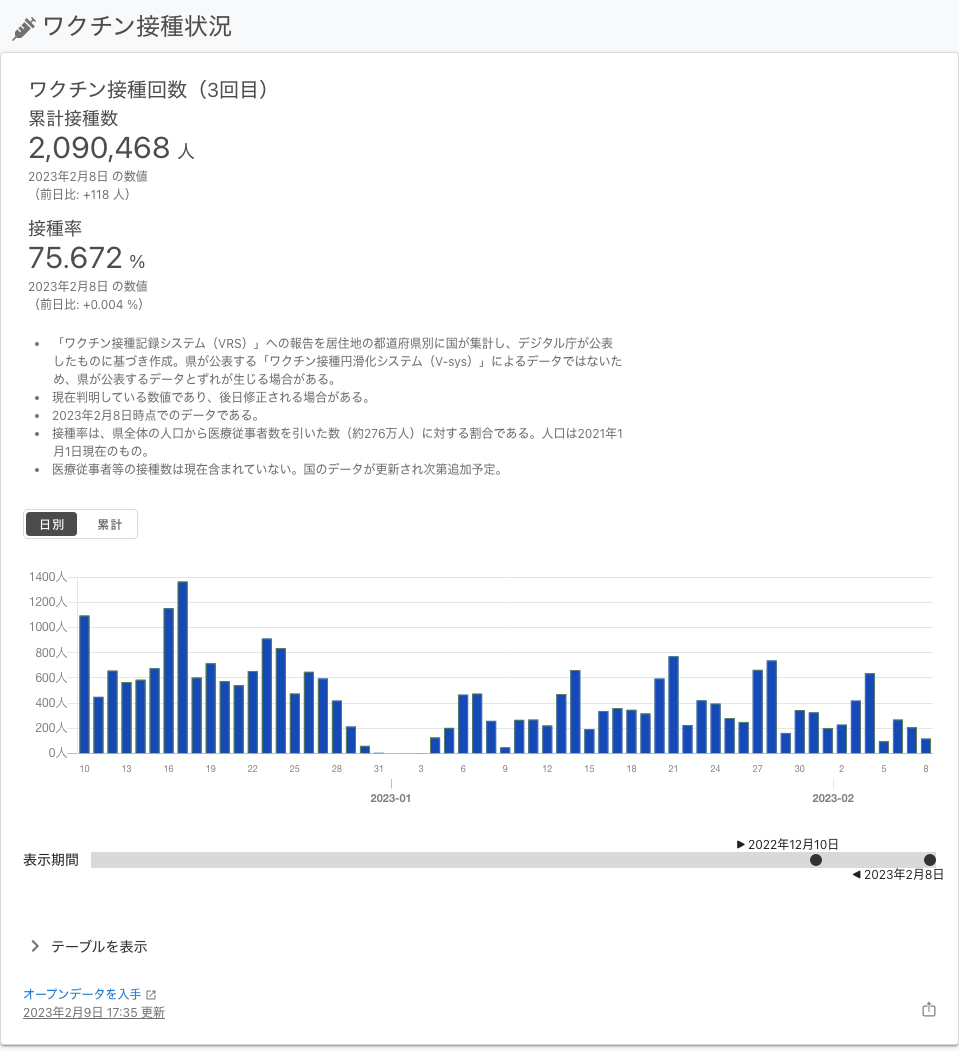 ワクチン接種状況
ワクチン接種回数（3回目）
累計接種数
2,090,468 人
2023年2月8日 の数値
（前日比: +118 人）
接種率
75.672 %
2023年2月8日 の数値
（前日比: +0.004 %）
• 「ワクチン接種記録システム（VRS）」への報告を居住地の都道府県別に国が集計し、デジタル庁が公表
したものに基づき作成。県が公表する「ワクチン接種円滑化システム（V-sys）」によるデータではないた
め、県が公表するデータとずれが生じる場合がある。
• 現在判明している数値であり、後日修正される場合がある。
• 2023年2月8日時点でのデータである。
• 接種率は、県全体の人口から医療従事者数を引いた数（約276万人）に対する割合である。人口は2021年1
月1日現在のもの。
• 医療従事者等の接種数は現在含まれていない。国のデータが更新され次第追加予定。
日別 累計
1400人
1200人
1000人
800人
600人
400人
200人
0人
10 13 16 19 22 25 28 31 3 6 9 12 15 18 21 24 27 30 2 5 8
2023-01 2023-02
▶ 2022年12月10日
表示期間
◀ 2023年2月8日
テーブルを表示
オープンデータを入手
2023年2月9日 17:35 更新